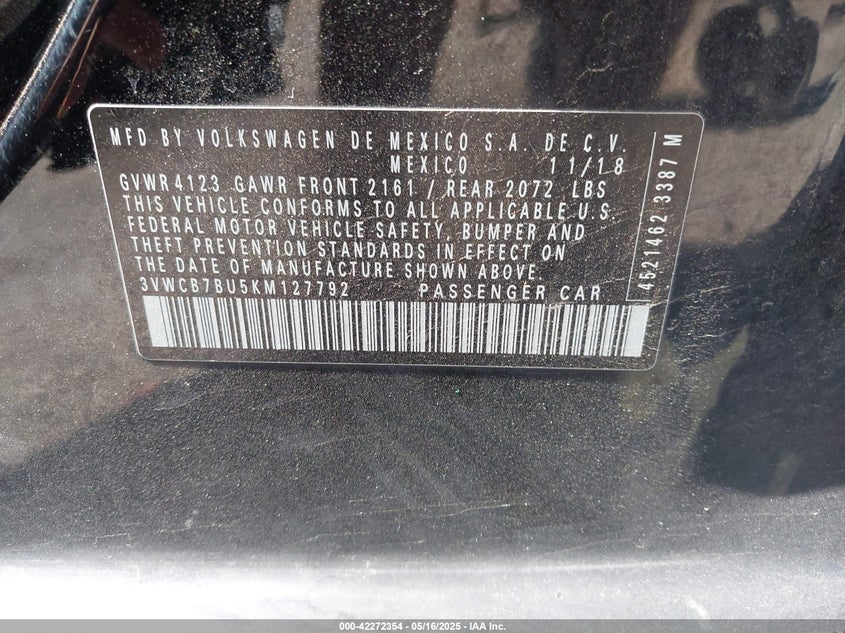 MFD BY VOLKSWAGEN DE MEXICO S.A. DE C.V.
MEXICO 11/18
GVWR 4123 GAWR FRONT 2161 / REAR 2072 LBS
THIS VEHICLE CONFORMS TO ALL APPLICABLE U.S.
FEDERAL MOTOR VEHICLE SAFETY, BUMPER AND
THEFT PREVENTION STANDARDS IN EFFECT ON
THE DATE OF MANUFACTURE SHOWN ABOVE.
3VWCB7BU5KM127792 PASSENGER CAR
4521462 3387 M
000-42272354 - 05/16/2025 - IAA Inc.